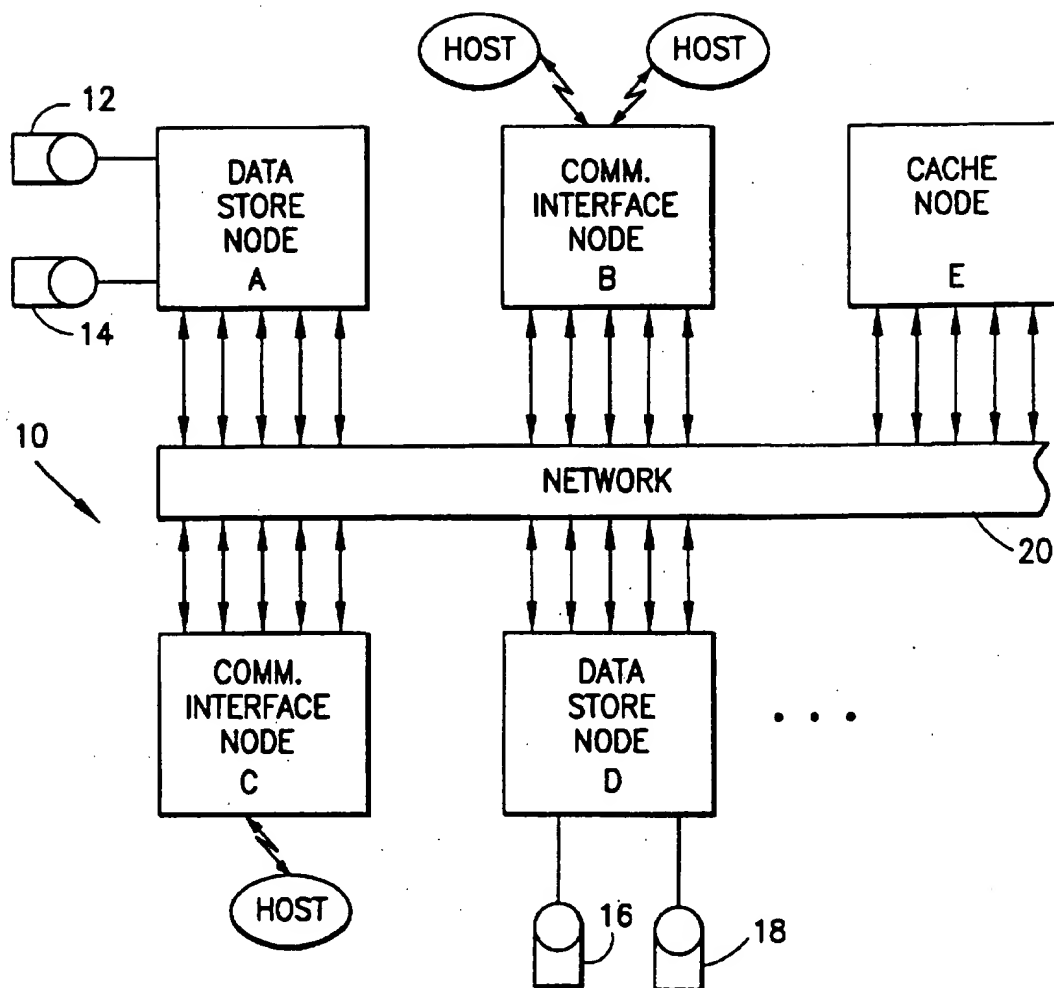 HOST
HOST
12
DATA
STORE
NODE
A
COMM.
INTERFACE
NODE
B
CACHE
NODE
E
14
10
NETWORK
20
COMM.
INTERFACE
NODE
C
DATA
STORE
NODE
D
. . .
HOST
16
18